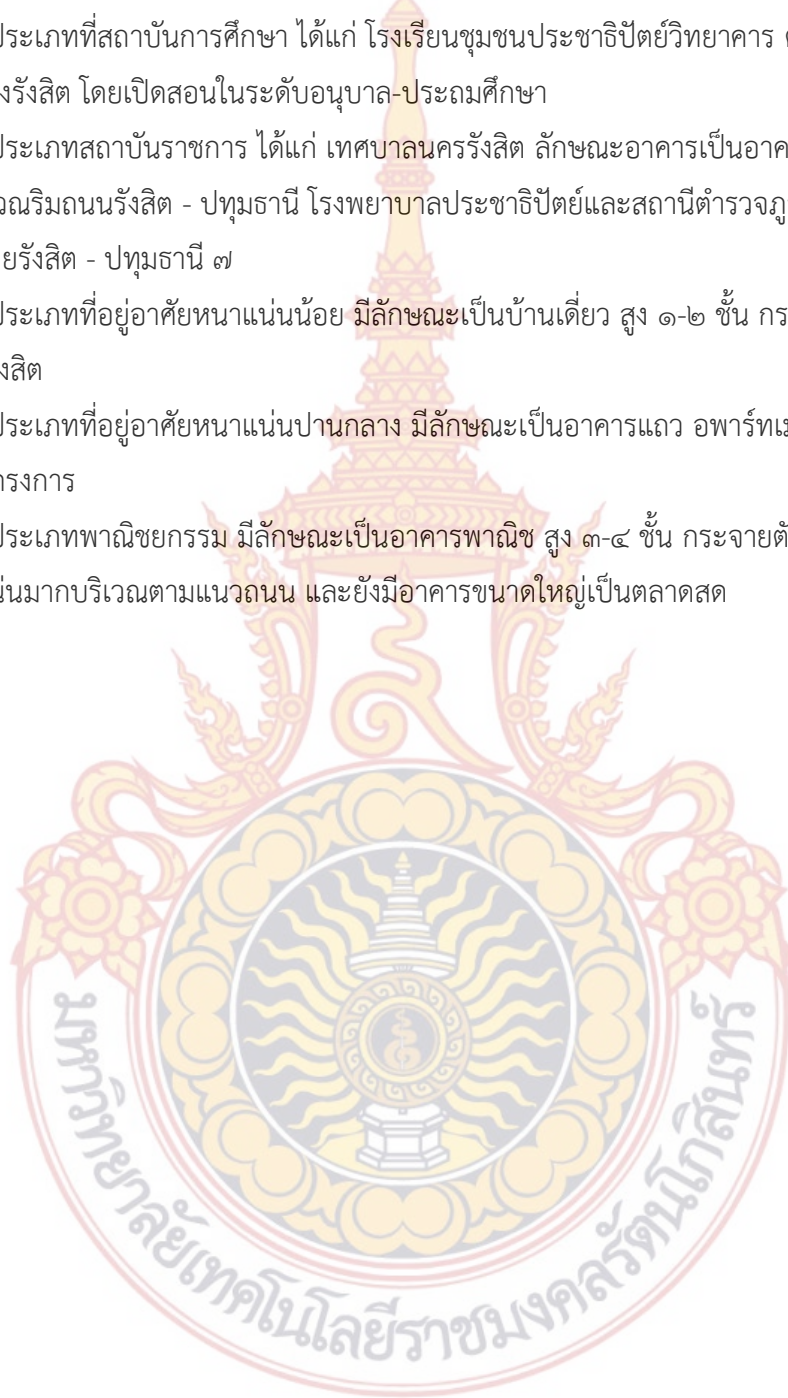 ประเภทที่สถาบันการศึกษา ได้แก่ โรงเรียนชุมชนประชาธิปัตย์วิทยาคาร
งรังสิต โดยเปิดสอนในระดับอนุบาล-ประถมศึกษา
ประเภทสถาบันราชการ ได้แก่ เทศบาลนครรังสิต ลักษณะอาคารเป็นอาค
วณริมถนนรังสิต - ปทุมธานี โรงพยาบาลประชาธิปัตย์และสถานีตำรวจภู
ยรังสิต - ปทุมธานี ๗
ประเภทที่อยู่อาศัยหนาแน่นน้อย มีลักษณะเป็นบ้านเดี่ยว สูง ๑-๒ ชั้น กร
งสิต
ประเภทที่อยู่อาศัยหนาแน่นปานกลาง มีลักษณะเป็นอาคารแถว อพาร์ทเม
ครงการ
ประเภทพาณิชยกรรม มีลักษณะเป็นอาคารพาณิช สูง ๓-๔ ชั้น กระจายตั
น่นมากบริเวณตามแนวถนน และยังมีอาคารขนาดใหญ่เป็นตลาดสด
มหาวิทยาลัยเทคโนโลยีราชมงคลรัตนโกสินทร์